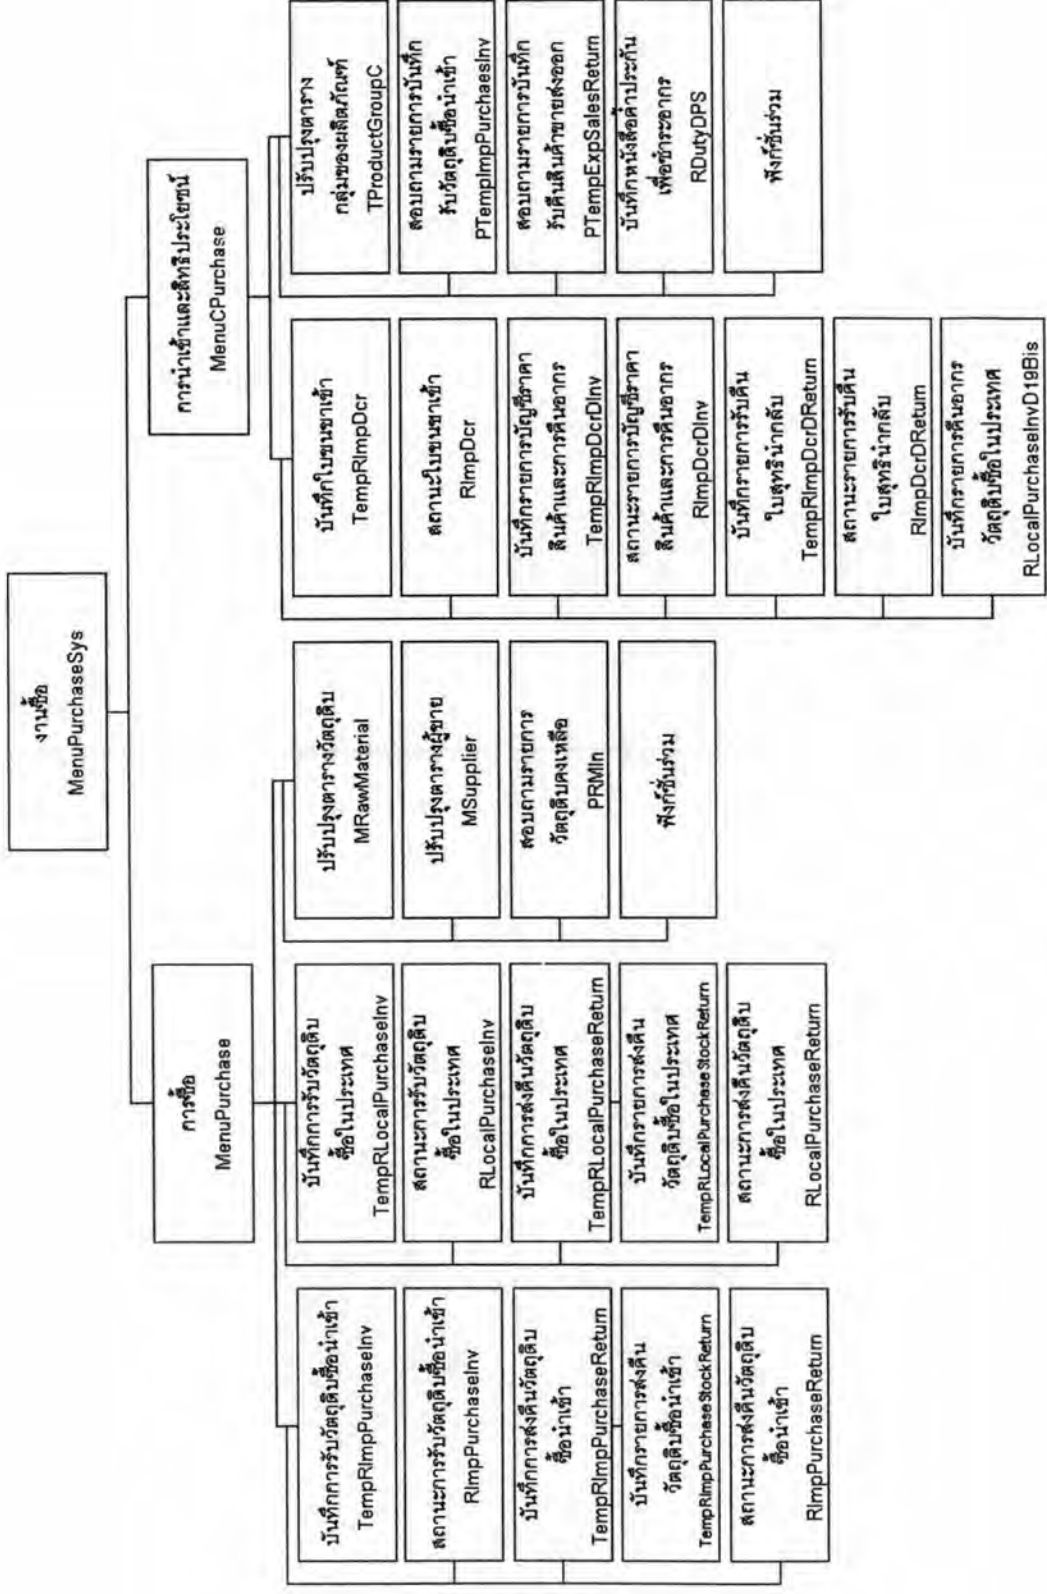 งานซื้อ
MenuPurchaseSys
การซื้อ
MenuPurchase
การนำเข้าและสิทธิประโยชน์
MenuCPurchase
บันทึกการรับวัตถุดิบซื้อนำเข้า
TempRImpPurchaseInv
สถานะการรับวัตถุดิบซื้อนำเข้า
RImpPurchaseInv
บันทึกการส่งคืนวัตถุดิบ
ซื้อนำเข้า
TempRImpPurchaseReturn
บันทึกรายการส่งคืน
วัตถุดิบซื้อนำเข้า
TempRImpPurchaseStockReturn
สถานะการส่งคืนวัตถุดิบ
ซื้อนำเข้า
RImpPurchaseReturn
บันทึกการรับวัตถุดิบ
ซื้อในประเทศ
TempRLocalPurchaseInv
สถานะการรับวัตถุดิบ
ซื้อในประเทศ
RLocalPurchaseInv
บันทึกการส่งคืนวัตถุดิบ
ซื้อในประเทศ
TempRLocalPurchaseReturn
บันทึกรายการส่งคืน
วัตถุดิบซื้อในประเทศ
TempRLocalPurchaseStockReturn
สถานะการส่งคืนวัตถุดิบ
ซื้อในประเทศ
RLocalPurchaseReturn
ปรับปรุงตารางวัตถุดิบ
MRawMaterial
ปรับปรุงตารางผู้ขาย
MSupplier
สอบถามรายการ
วัตถุดิบคงเหลือ
PRMIn
ฟังก์ชั่นร่วม
บันทึกใบขนขาเข้า
TempRImpDcr
สถานะใบขนขาเข้า
RImpDcr
บันทึกรายการบัญชีราคา
สินค้าและการคืนอากร
TempRImpDcrDInv
สถานะรายการบัญชีราคา
สินค้าและการคืนอากร
RImpDcrDInv
บันทึกรายการรับคืน
ใบสุทธินำกลับ
TempRImpDcrDReturn
สถานะรายการรับคืน
ใบสุทธินำกลับ
RImpDcrDReturn
บันทึกรายการคืนอากร
วัตถุดิบซื้อในประเทศ
RLocalPurchaseInvD19Bis
ปรับปรุงตาราง
กลุ่มของผลิตภัณฑ์
TProductGroupC
สอบถามรายการบันทึก
รับวัตถุดิบซื้อนำเข้า
PTempImpPurchaesInv
สอบถามรายการบันทึก
รับคืนสินค้าขายส่งออก
PTempExpSalesReturn
บันทึกหนังสือค้ำประกัน
เพื่อชำระอากร
RDutyDPS
ฟังก์ชั่นร่วม